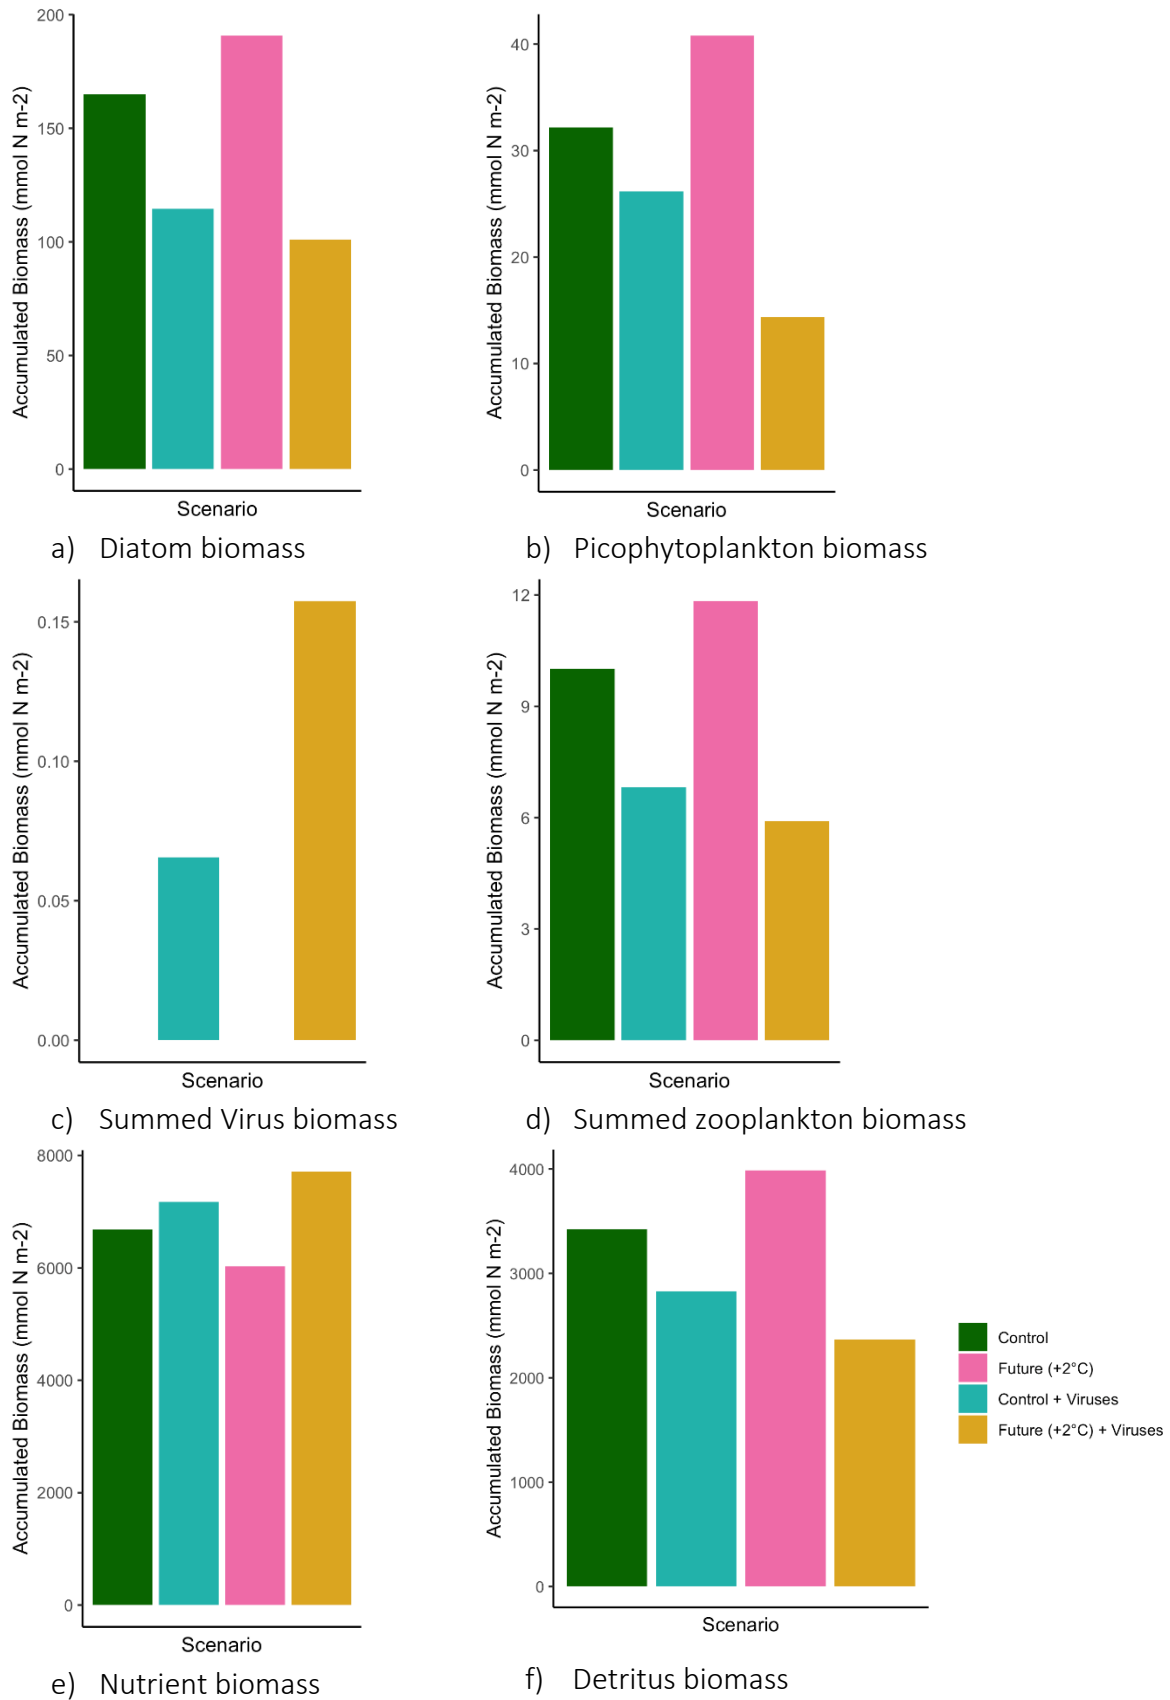 200
150
100
50
0
Accumulated Biomass (mmol N m-2)
Scenario
a) Diatom biomass
40
30
20
10
0
Accumulated Biomass (mmol N m-2)
Scenario
b) Picophytoplankton biomass
0.15
0.10
0.05
0.00
Accumulated Biomass (mmol N m-2)
Scenario
c) Summed Virus biomass
12
9
6
3
0
Accumulated Biomass (mmol N m-2)
Scenario
d) Summed zooplankton biomass
8000
6000
4000
2000
0
Accumulated Biomass (mmol N m-2)
Scenario
e) Nutrient biomass
4000
3000
2000
1000
0
Accumulated Biomass (mmol N m-2)
Scenario
f) Detritus biomass
Control
Future (+2°C)
Control + Viruses
Future (+2°C) + Viruses